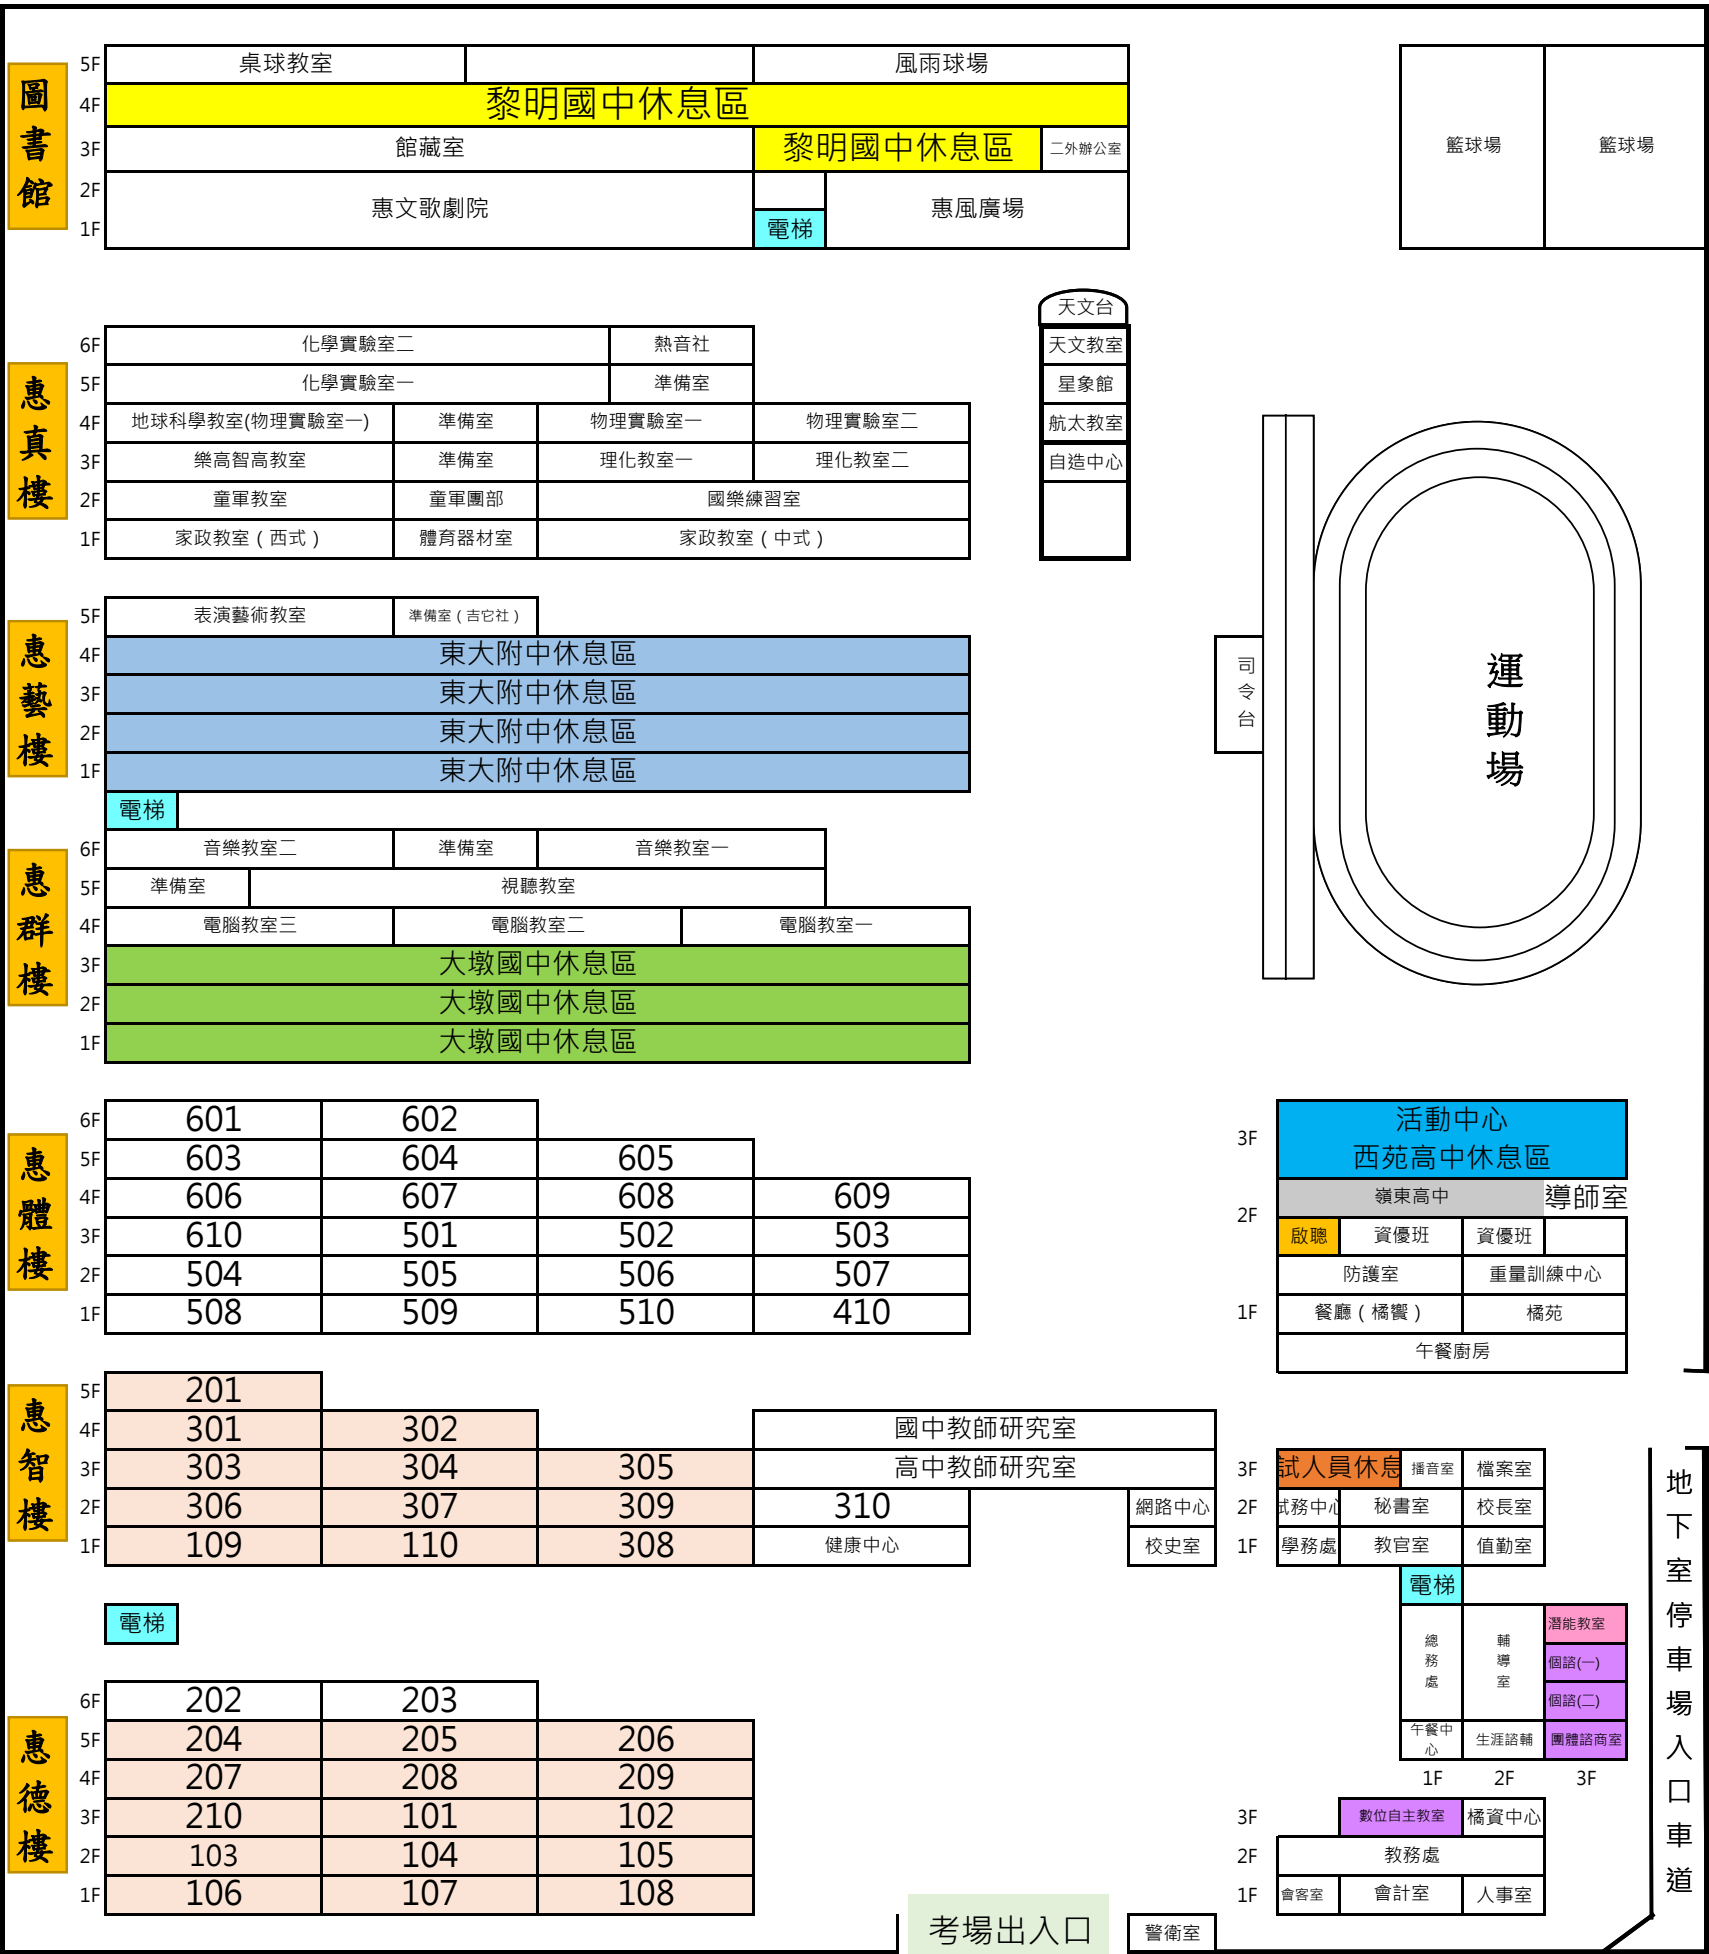 圖書館
5F 桌球教室 風雨球場
4F 黎明國中休息區
3F 館藏室 黎明國中休息區 二外辦公室
2F
惠文歌劇院 惠風廣場
1F 電梯
籃球場 籃球場
天文台
惠真樓
6F 化學實驗室二 熱音社 天文教室
5F 化學實驗室一 準備室 星象館
4F 地球科學教室(物理實驗室一) 準備室 物理實驗室一 物理實驗室二 航太教室
3F 樂高智高教室 準備室 理化教室一 理化教室二 自造中心
2F 童軍教室 童軍團部 國樂練習室
1F 家政教室（西式） 體育器材室 家政教室（中式）
惠藝樓
5F 表演藝術教室 準備室（吉它社）
4F 東大附中休息區
3F 東大附中休息區
2F 東大附中休息區
1F 東大附中休息區
電梯
司令台
運動場
惠群樓
6F 音樂教室二 準備室 音樂教室一
5F 準備室 視聽教室
4F 電腦教室三 電腦教室二 電腦教室一
3F 大墩國中休息區
2F 大墩國中休息區
1F 大墩國中休息區
惠體樓
6F 601 602
5F 603 604 605
4F 606 607 608 609
3F 610 501 502 503
2F 504 505 506 507
1F 508 509 510 410
3F 活動中心
西苑高中休息區
嶺東高中 導師室
2F
啟聰 資優班 資優班
防護室 重量訓練中心
1F 餐廳（橘饗） 橘苑
午餐廚房
惠智樓
5F 201
4F 301 302 國中教師研究室
3F 303 304 305 高中教師研究室
2F 306 307 309 310 網路中心
1F 109 110 308 健康中心 校史室
3F 試人員休息 播音室 檔案室
2F 試務中心 秘書室 校長室
1F 學務處 教官室 值勤室
電梯
電梯
總務處 輔導室 潛能教室
個諮(一)
個諮(二)
午餐中心 生涯諮輔 團體諮商室
1F 2F 3F
地下室停車場入口車道
惠德樓
6F 202 203
5F 204 205 206
4F 207 208 209
3F 210 101 102
2F 103 104 105
1F 106 107 108
3F 數位自主教室 橘資中心
2F 教務處
1F 會客室 會計室 人事室
考場出入口 警衛室